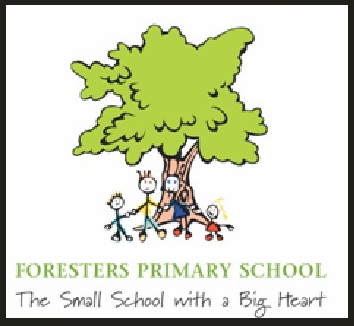 FORESTERS PRIMARY SCHOOL
The Small School with a Big Heart